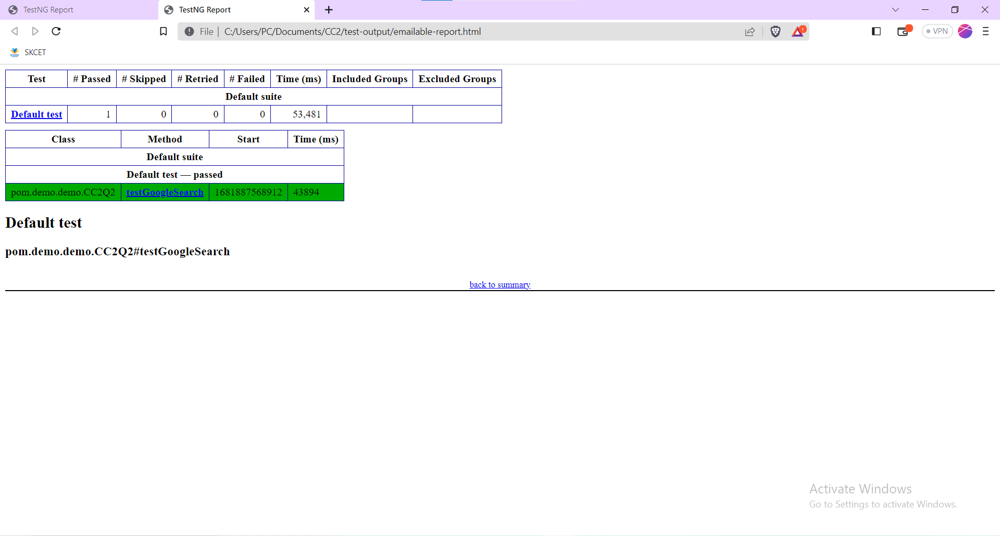 TestNG Report TestNG Report
File C:/Users/PC/Documents/CC2/test-output/emailable-report.html 1 VPN
SKCET
Test # Passed # Skipped # Retried # Failed Time (ms) Included Groups Excluded Groups
Default suite
Default test 1 0 0 0 53,481
Class Method Start Time (ms)
Default suite
Default test — passed
pom.demo.demo.CC2Q2 testGoogleSearch 1681887568912 43894
Default test
pom.demo.demo.CC2Q2#testGoogleSearch
back to summary
Activate Windows
Go to Settings to activate Windows.